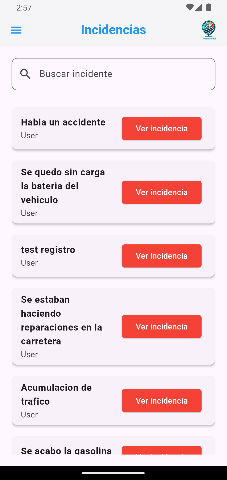 2:57
Incidencias
Buscar incidente
Habia un accidente
User
Ver incidencia
Se quedo sin carga
la bateria del
vehiculo
User
Ver incidencia
test registro
User
Ver incidencia
Se estaban
haciendo
reparaciones en la
carretera
User
Ver incidencia
Acumulacion de
trafico
User
Ver incidencia
Se acabo la gasolina
Ver incidencia